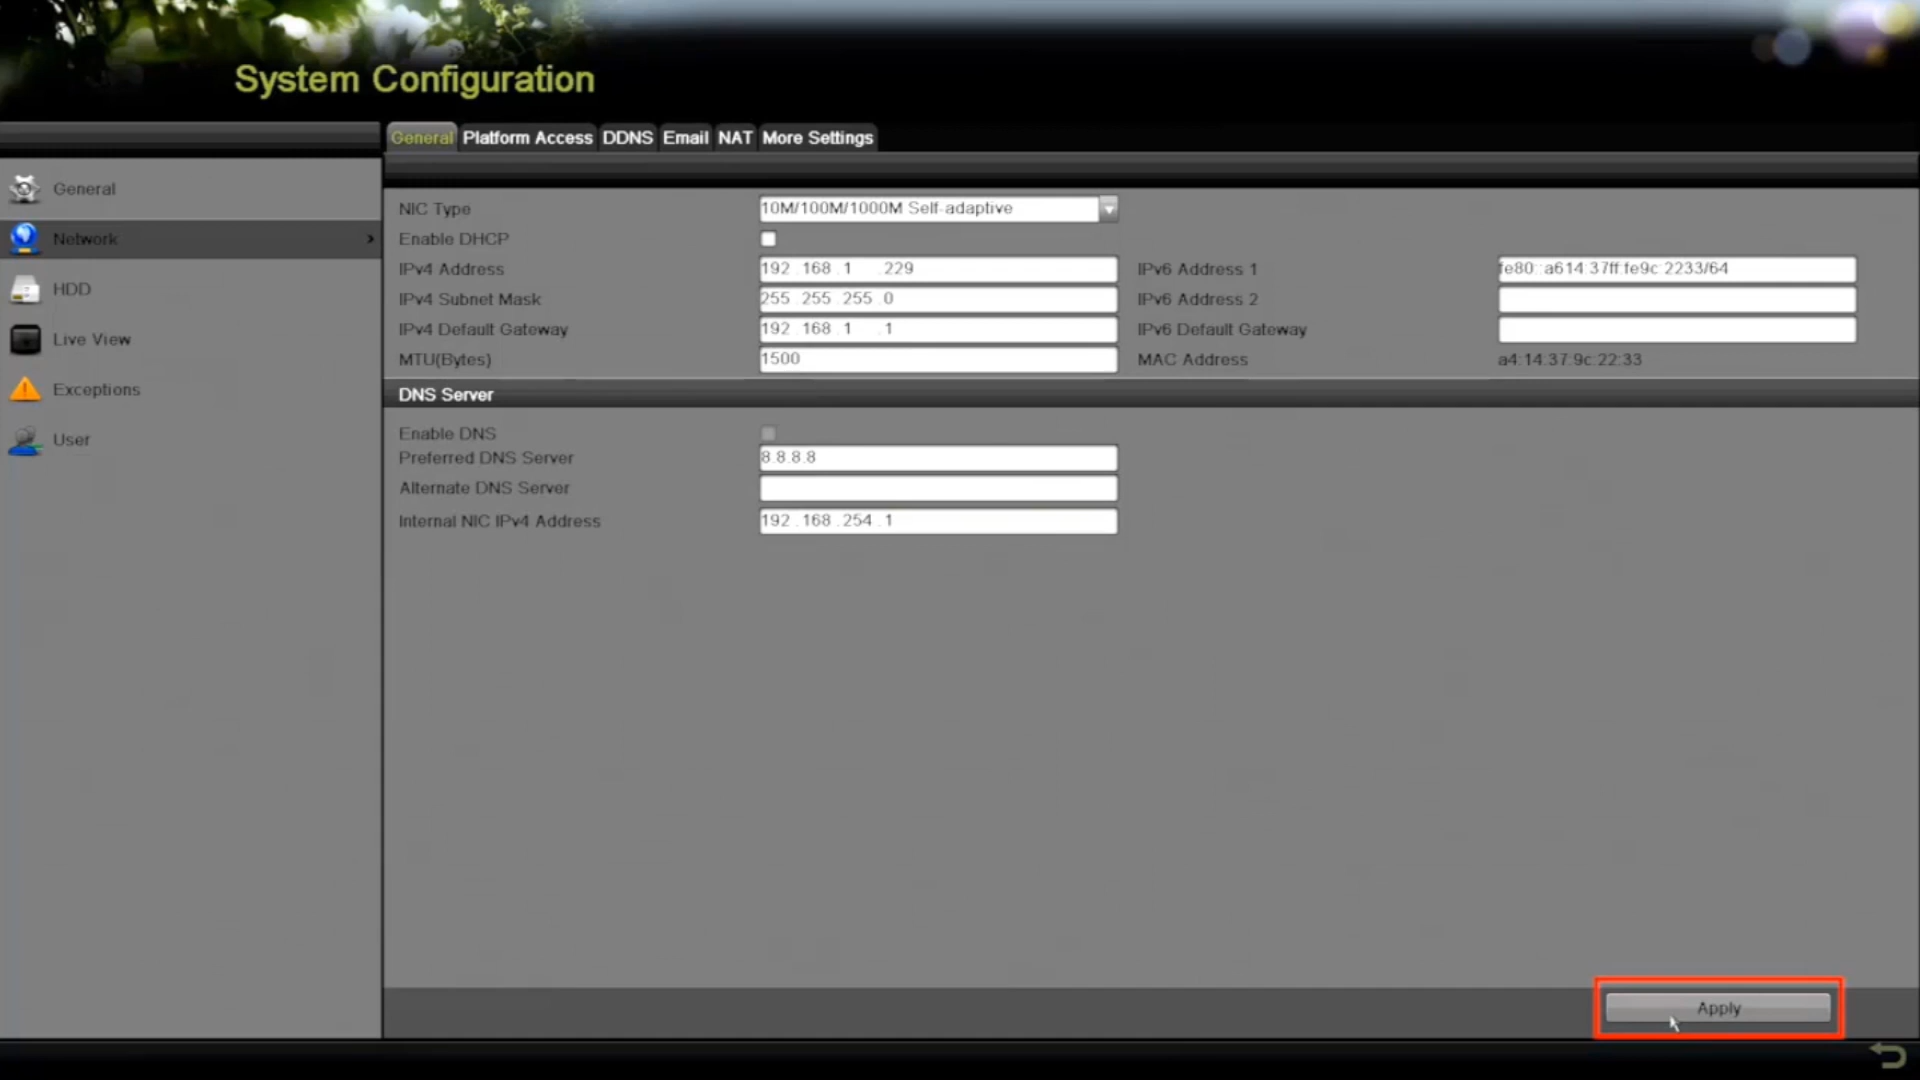 System Configuration
General Platform Access DDNS Email NAT More Settings
General
Network
HDD
Live View
Exceptions
User
NIC Type 10M/100M/1000M Self-adaptive
Enable DHCP
IPv4 Address 192 .168 .1 .229 IPv6 Address 1 fe80::a614:37ff:fe9c:2233/64
IPv4 Subnet Mask 255 .255 .255 .0 IPv6 Address 2
IPv4 Default Gateway 192 .168 .1 .1 IPv6 Default Gateway
MTU(Bytes) 1500 MAC Address a4:14:37:9c:22:33
DNS Server
Enable DNS
Preferred DNS Server 8.8.8.8
Alternate DNS Server
Internal NIC IPv4 Address 192 .168 .254 .1
Apply